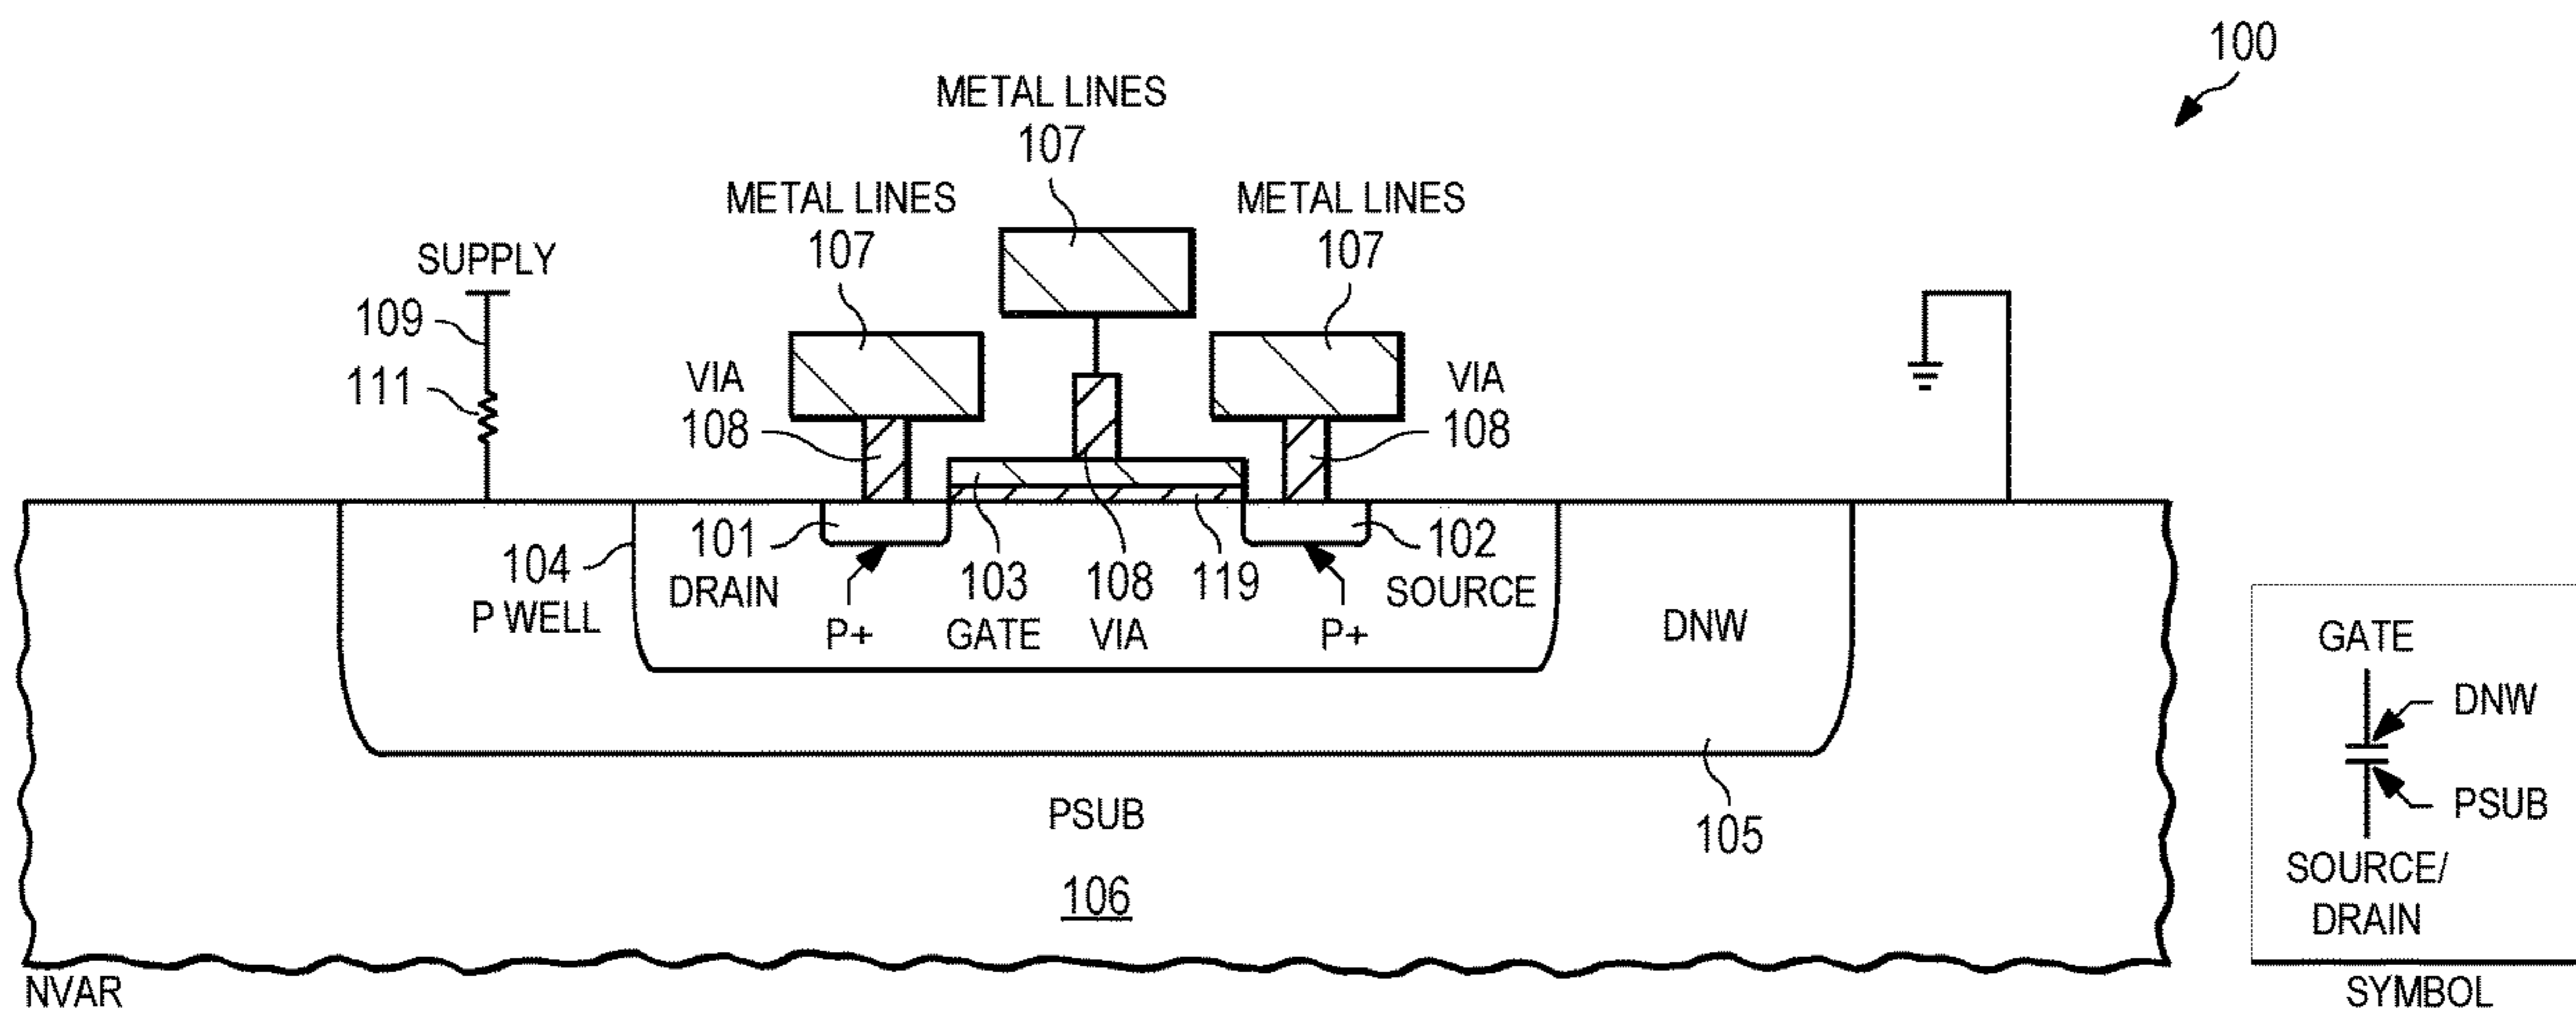 100
METAL LINES
107
METAL LINES
107
METAL LINES
107
SUPPLY
109
111
VIA
108
VIA
108
101
DRAIN
104
P WELL
P+
103
GATE
108
VIA
119
P+
102
SOURCE
DNW
105
PSUB
106
NVAR
GATE
DNW
PSUB
SOURCE/
DRAIN
SYMBOL